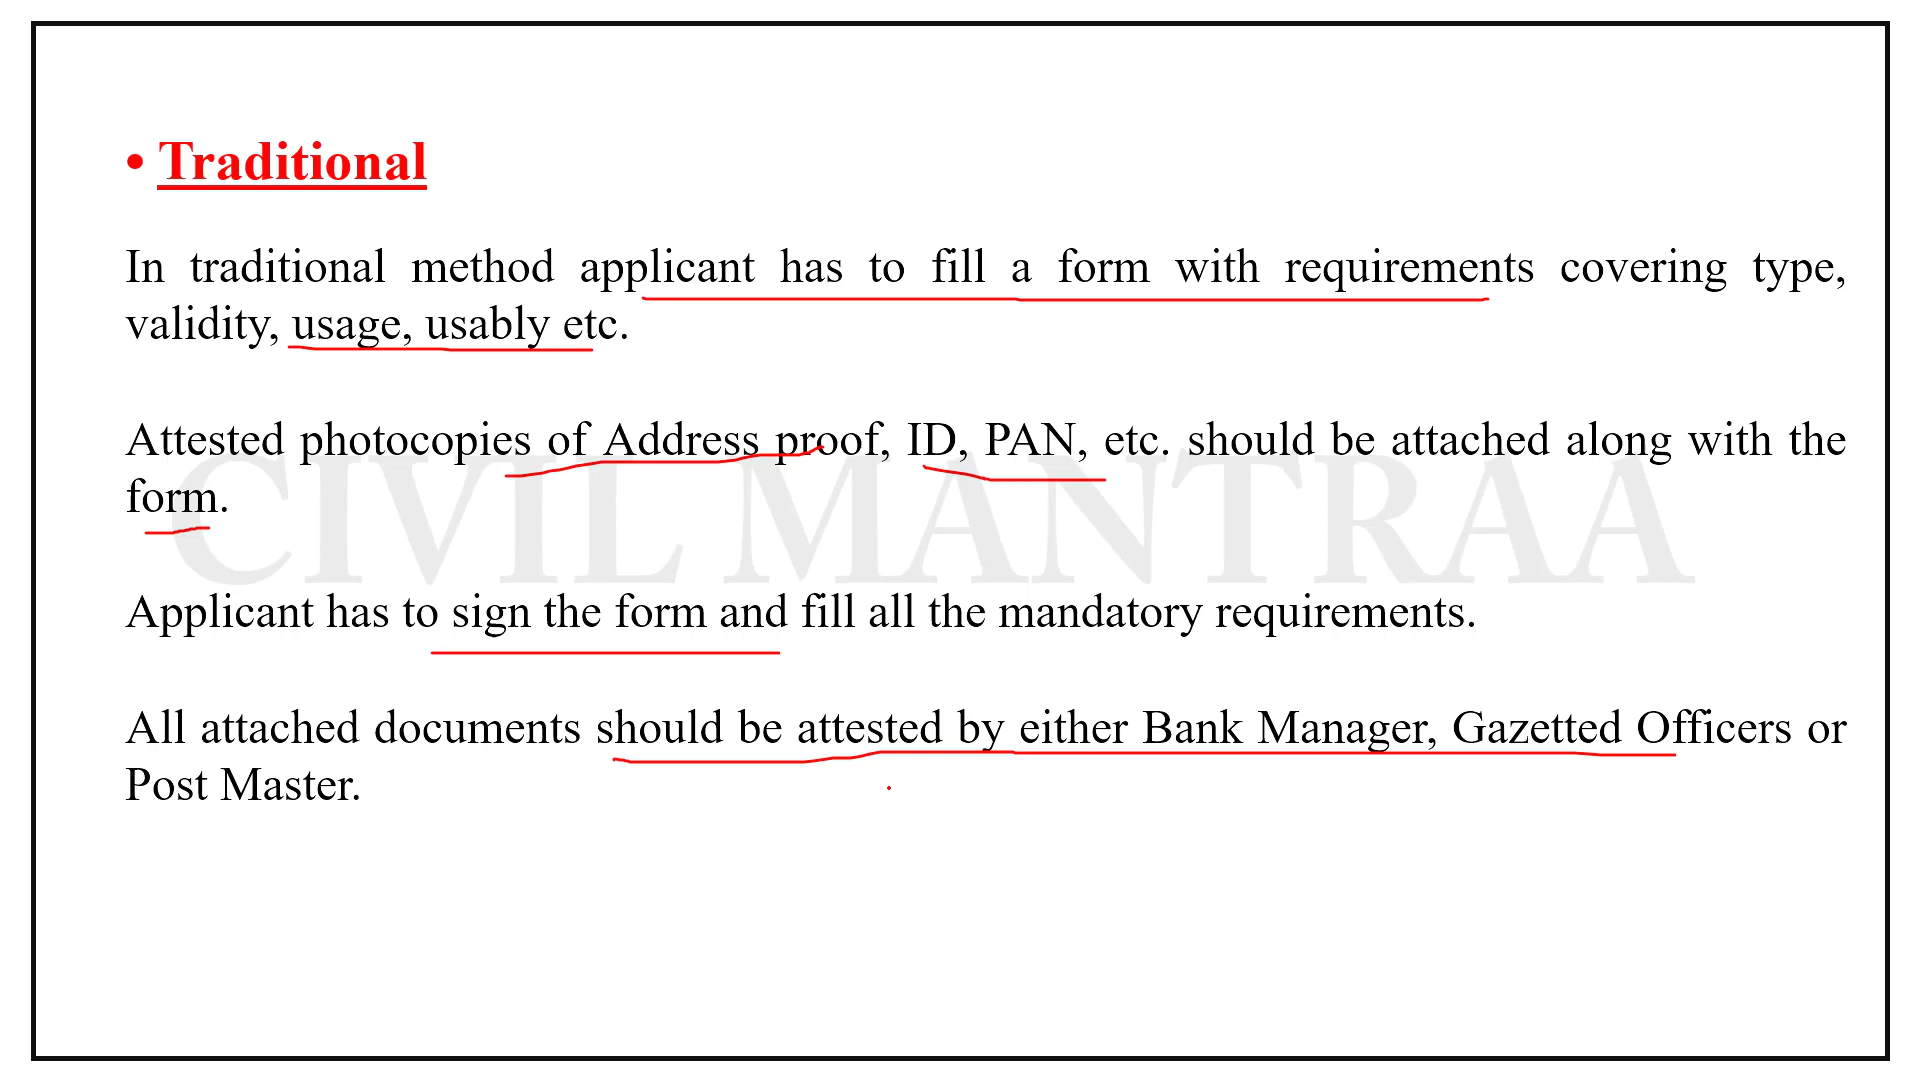 • Traditional
In traditional method applicant has to fill a form with requirements covering type,
validity, usage, usably etc.
Attested photocopies of Address proof, ID, PAN, etc. should be attached along with the
form.
CIVIL MANTRAA
Applicant has to sign the form and fill all the mandatory requirements.
All attached documents should be attested by either Bank Manager, Gazetted Officers or
Post Master.